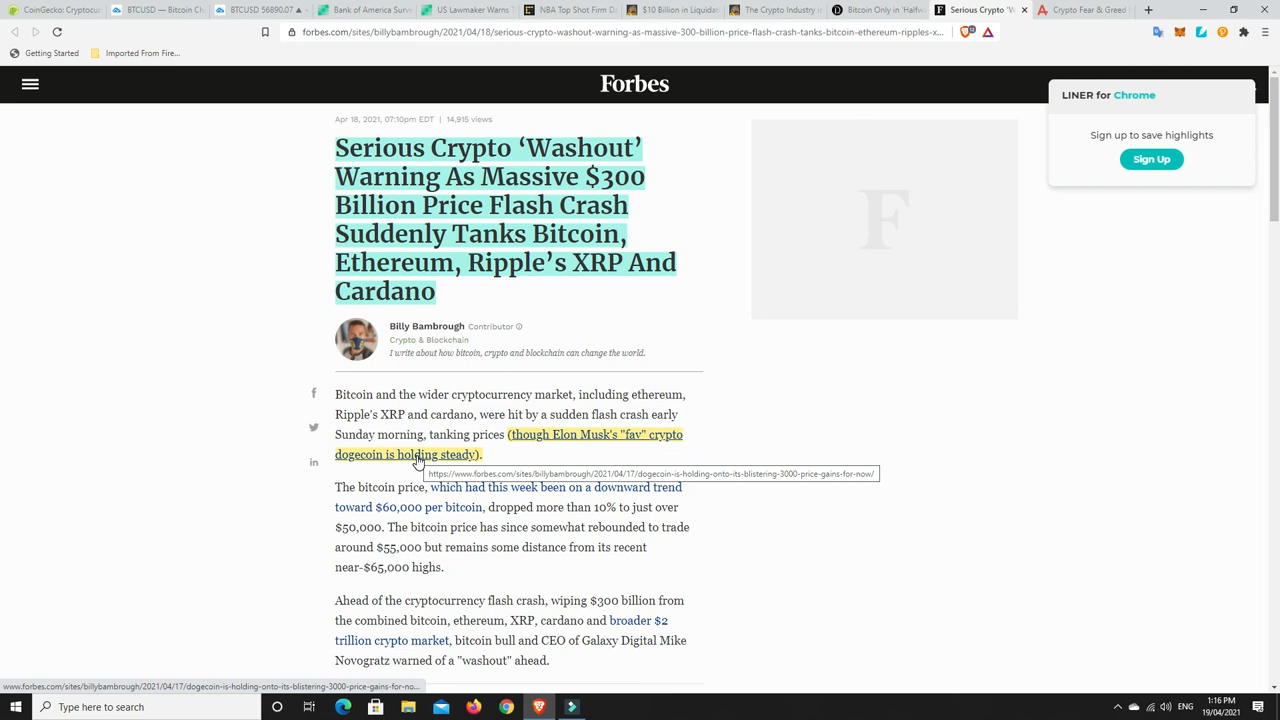 CoinGecko: Cryptocu
BTCUSD — Bitcoin Ch
BTCUSD 56890.07 ▲
Bank of America Surve
US Lawmaker Warns T
NBA Top Shot Firm Da
$10 Billion in Liquidat
The Crypto Industry
Bitcoin Only in 'Halfw
Serious Crypto 'W
Crypto Fear & Greed
forbes.com/sites/billybambrough/2021/04/18/serious-crypto-washout-warning-as-massive-300-billion-price-flash-crash-tanks-bitcoin-ethereum-ripples-x...
Getting Started
Imported From Fire...
Forbes
LINER for Chrome
Sign up to save highlights
Sign Up
Apr 18, 2021, 07:10pm EDT | 14,915 views
Serious Crypto ‘Washout’
Warning As Massive $300
Billion Price Flash Crash
Suddenly Tanks Bitcoin,
Ethereum, Ripple’s XRP And
Cardano
F
Billy Bambrough Contributor
Crypto & Blockchain
I write about how bitcoin, crypto and blockchain can change the world.
Bitcoin and the wider cryptocurrency market, including ethereum,
Ripple's XRP and cardano, were hit by a sudden flash crash early
Sunday morning, tanking prices (though Elon Musk's "fav" crypto
dogecoin is holding steady).
https://www.forbes.com/sites/billybambrough/2021/04/17/dogecoin-is-holding-onto-its-blistering-3000-price-gains-for-now/
The bitcoin price, which had this week been on a downward trend
toward $60,000 per bitcoin, dropped more than 10% to just over
$50,000. The bitcoin price has since somewhat rebounded to trade
around $55,000 but remains some distance from its recent
near-$65,000 highs.
Ahead of the cryptocurrency flash crash, wiping $300 billion from
the combined bitcoin, ethereum, XRP, cardano and broader $2
trillion crypto market, bitcoin bull and CEO of Galaxy Digital Mike
Novogratz warned of a "washout" ahead.
www.forbes.com/sites/billybambrough/2021/04/17/dogecoin-is-holding-onto-its-blistering-3000-price-gains-for-no...
Type here to search
ENG
1:16 PM
19/04/2021